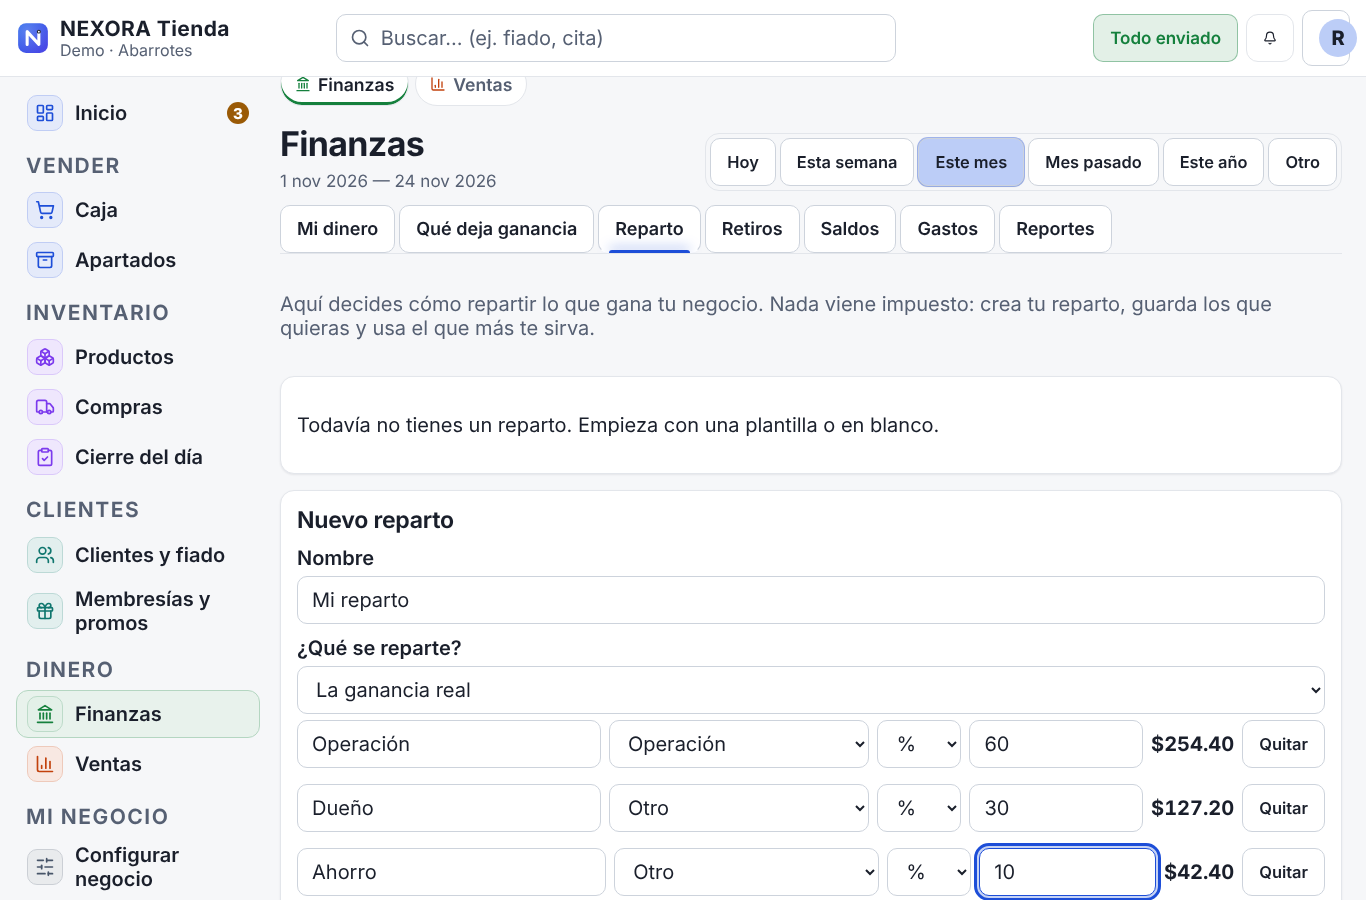 NEXORA Tienda
Demo · Abarrotes
Buscar... (ej. fiado, cita)
Todo enviado
R
Inicio
3
VENDER
Caja
Apartados
INVENTARIO
Productos
Compras
Cierre del día
CLIENTES
Clientes y fiado
Membresías y
promos
DINERO
Finanzas
Ventas
MI NEGOCIO
Configurar
negocio
Finanzas
Ventas
Finanzas
1 nov 2026 — 24 nov 2026
Hoy
Esta semana
Este mes
Mes pasado
Este año
Otro
Mi dinero
Qué deja ganancia
Reparto
Retiros
Saldos
Gastos
Reportes
Aquí decides cómo repartir lo que gana tu negocio. Nada viene impuesto: crea tu reparto, guarda los que
quieras y usa el que más te sirva.
Todavía no tienes un reparto. Empieza con una plantilla o en blanco.
Nuevo reparto
Nombre
Mi reparto
¿Qué se reparte?
La ganancia real
Operación Operación % 60 $254.40 Quitar
Dueño Otro % 30 $127.20 Quitar
Ahorro Otro % 10 $42.40 Quitar